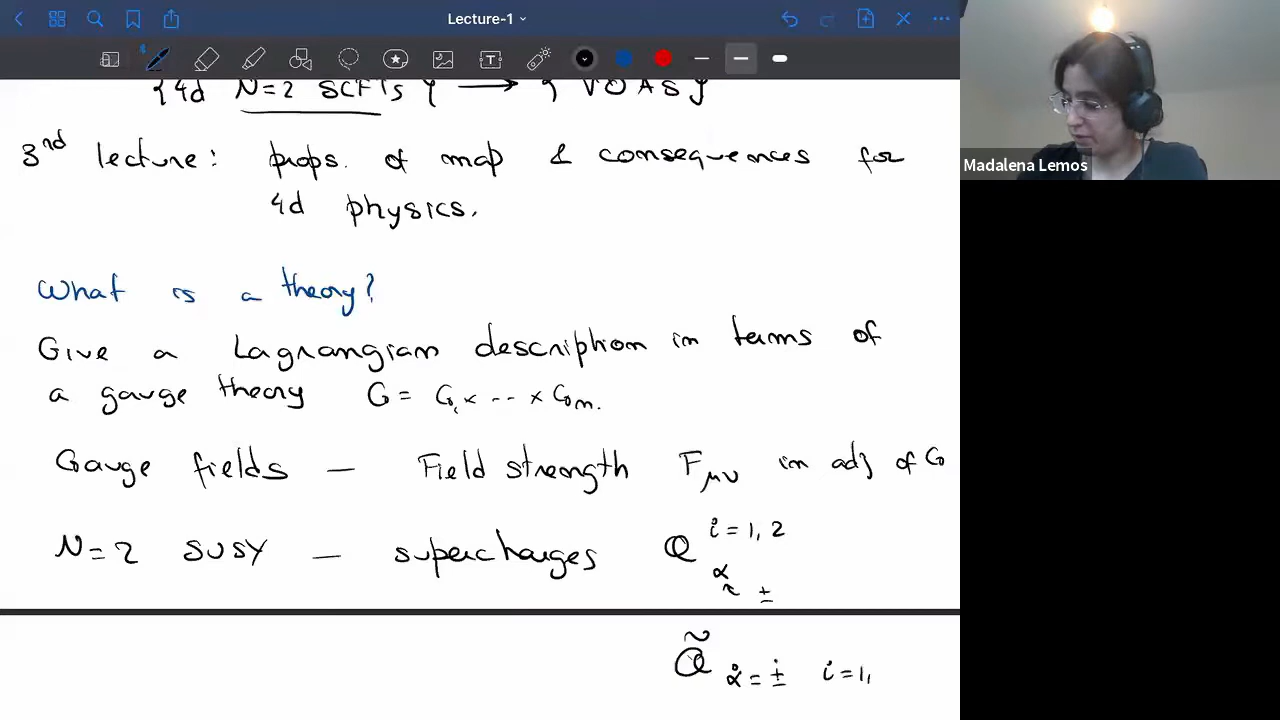 Lecture-1
{4d N=2 SCFTs} → {VOAs}
3rd lecture: props. of map & consequences for
4d physics.
What is a theory?
Give a Lagrangian description in terms of
a gauge theory G = G₁ × ... × Gₙ.
Gauge fields — Field strength Fμν in adj of G
N=2 SUSY — supercharges Q i=1,2
α ±
Q̃ α̇ = ± i=1,
Madalena Lemos